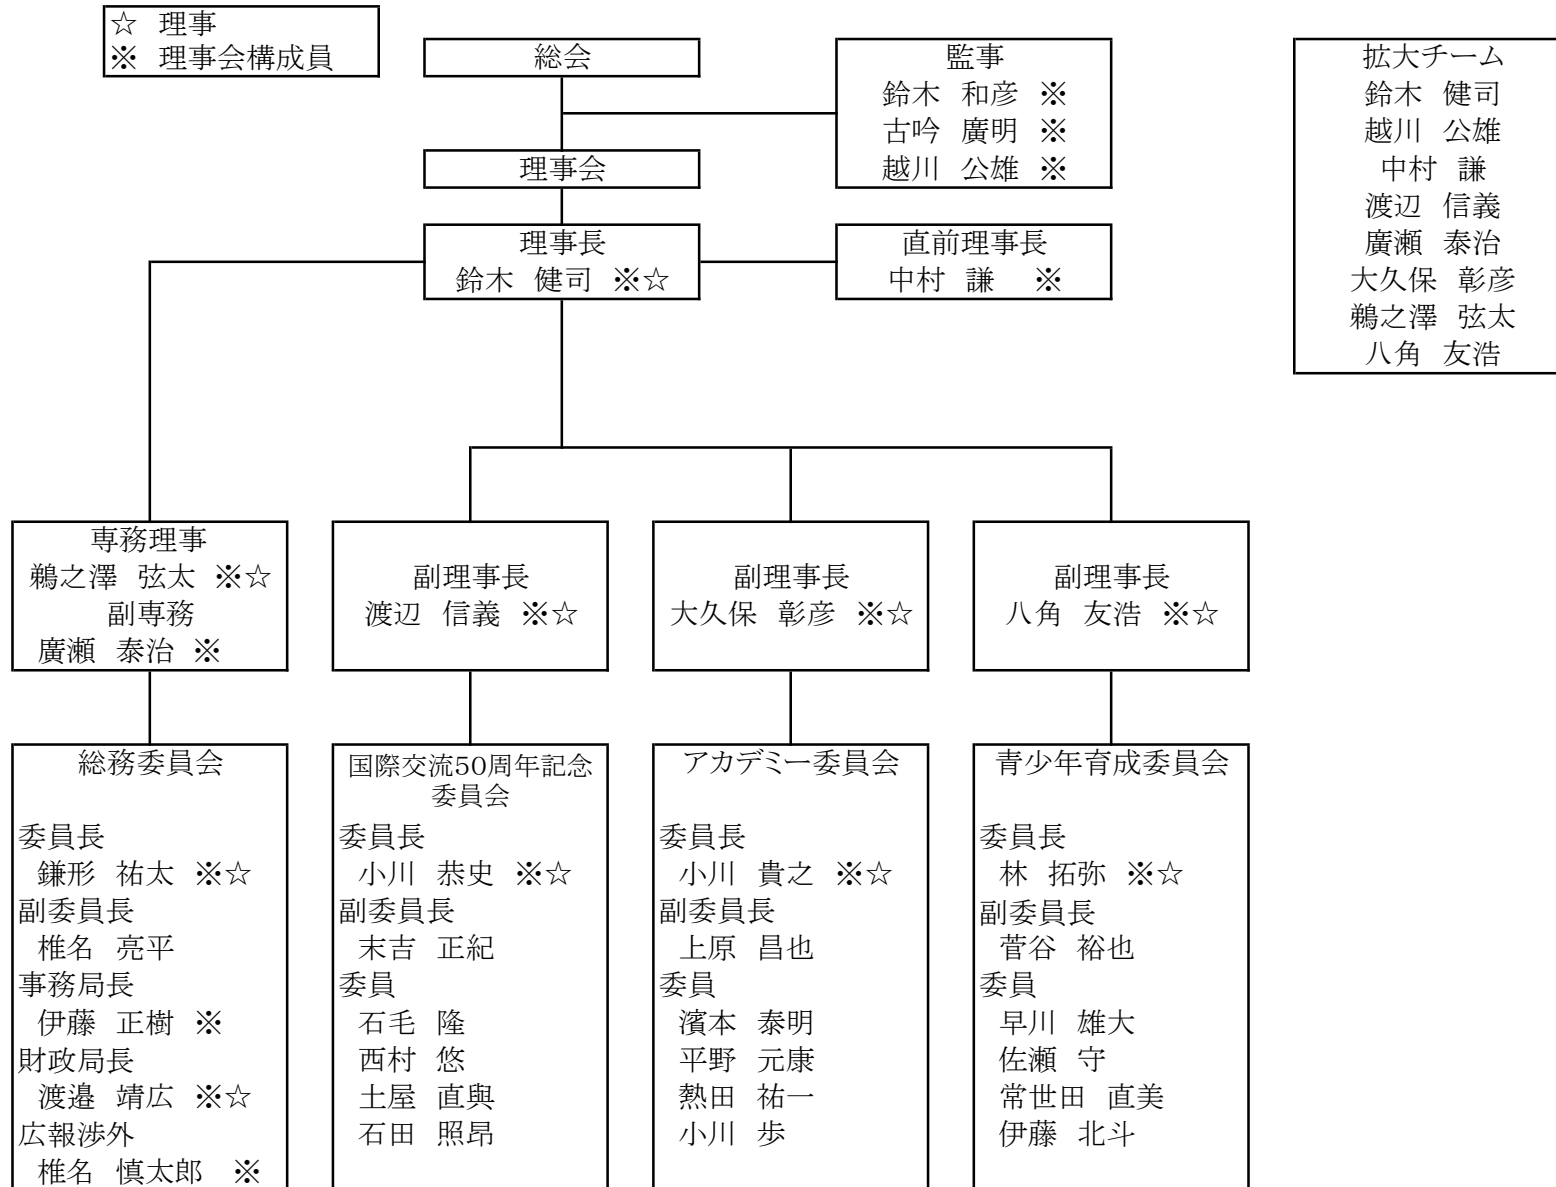 ☆ 理事
※ 理事会構成員
総会
監事
鈴木 和彦 ※
古吟 廣明 ※
越川 公雄 ※
拡大チーム
鈴木 健司
越川 公雄
中村 謙
渡辺 信義
廣瀬 泰治
大久保 彰彦
鵜之澤 弦太
八角 友浩
理事会
理事長
鈴木 健司 ※☆
直前理事長
中村 謙 ※
専務理事
鵜之澤 弦太 ※☆
副専務
廣瀬 泰治 ※
副理事長
渡辺 信義 ※☆
副理事長
大久保 彰彦 ※☆
副理事長
八角 友浩 ※☆
総務委員会
委員長
鎌形 祐太 ※☆
副委員長
椎名 亮平
事務局長
伊藤 正樹 ※
財政局長
渡邉 靖広 ※☆
広報渉外
椎名 慎太郎 ※
国際交流50周年記念
委員会
委員長
小川 恭史 ※☆
副委員長
末吉 正紀
委員
石毛 隆
西村 悠
土屋 直與
石田 照昂
アカデミー委員会
委員長
小川 貴之 ※☆
副委員長
上原 昌也
委員
濱本 泰明
平野 元康
熱田 祐一
小川 歩
青少年育成委員会
委員長
林 拓弥 ※☆
副委員長
菅谷 裕也
委員
早川 雄大
佐瀬 守
常世田 直美
伊藤 北斗